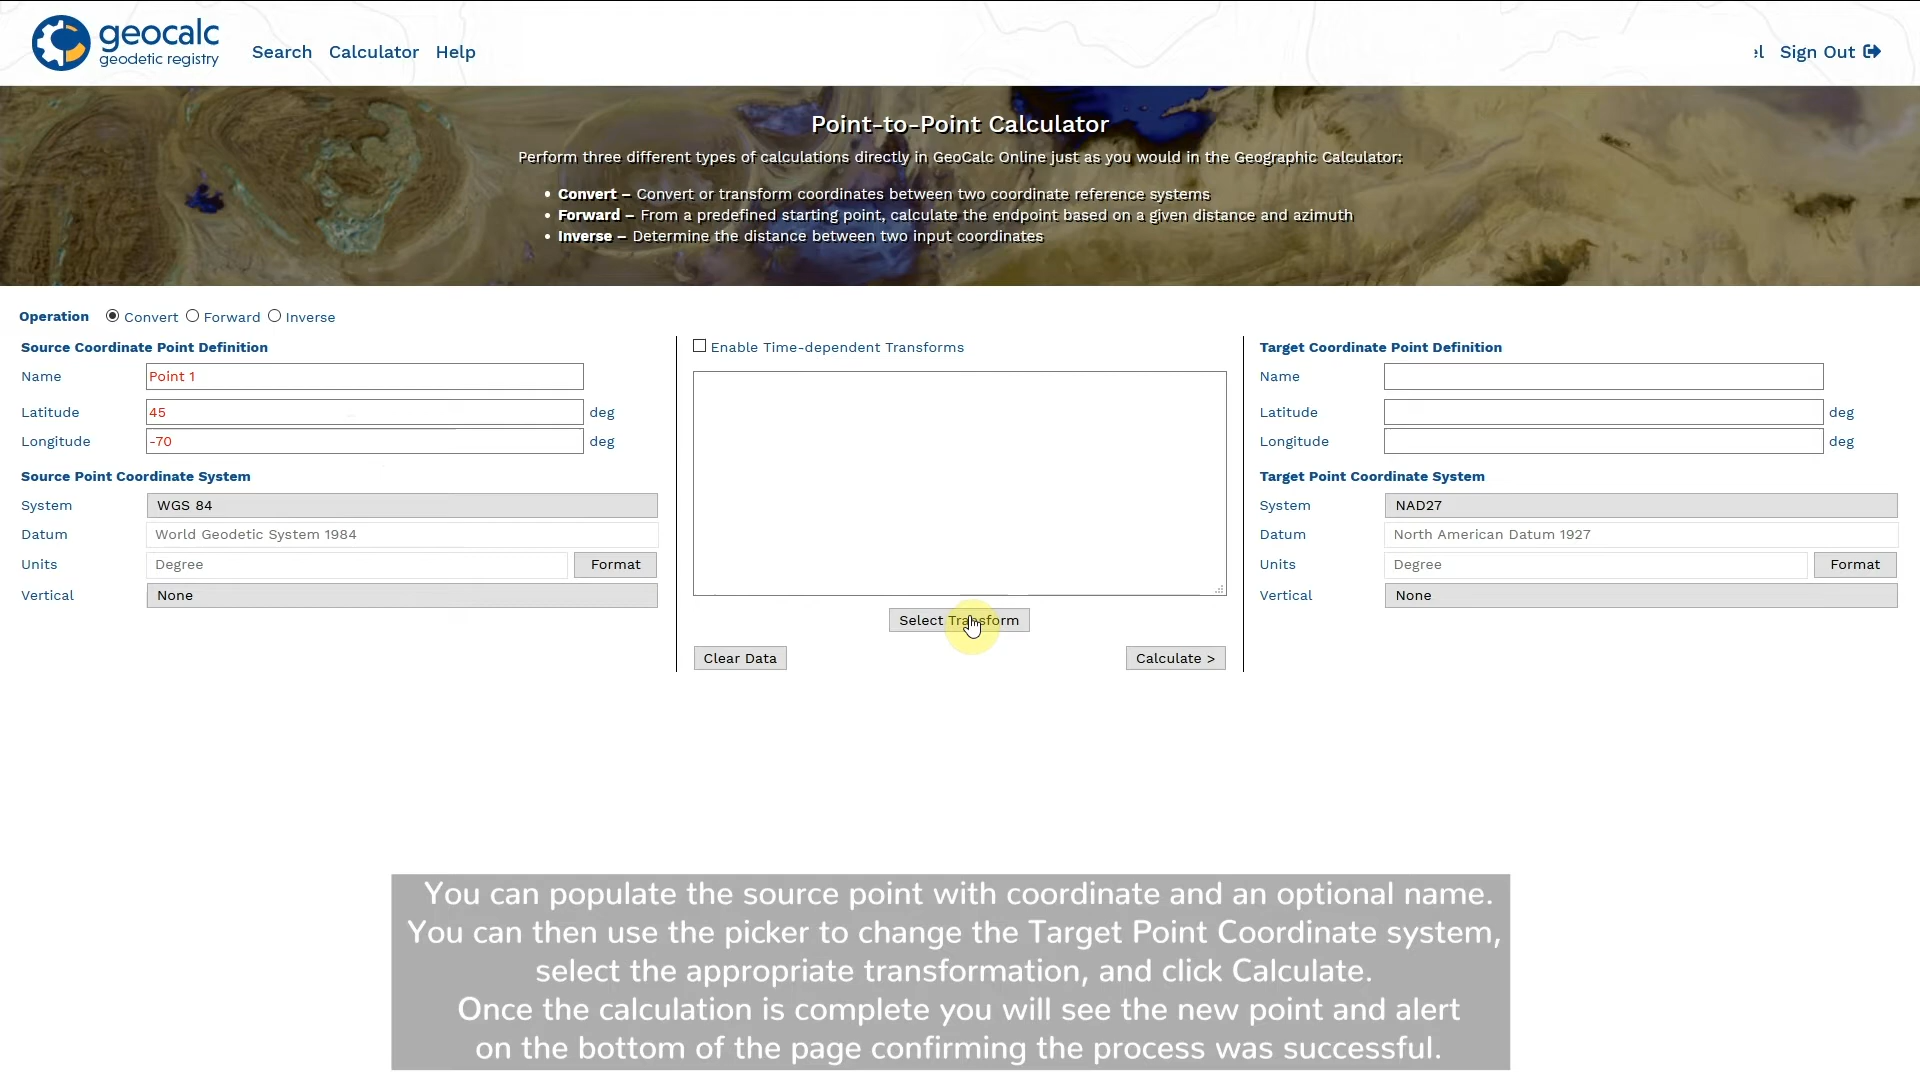 geocalc
geodetic registry
Search Calculator Help
el Sign Out
Point-to-Point Calculator
Perform three different types of calculations directly in GeoCalc Online just as you would in the Geographic Calculator:
• Convert – Convert or transform coordinates between two coordinate reference systems
• Forward – From a predefined starting point, calculate the endpoint based on a given distance and azimuth
• Inverse – Determine the distance between two input coordinates
Operation Convert Forward Inverse
Source Coordinate Point Definition
Name Point 1
Latitude 45 deg
Longitude -70 deg
Source Point Coordinate System
System WGS 84
Datum World Geodetic System 1984
Units Degree Format
Vertical None
Enable Time-dependent Transforms
Select Transform
Clear Data Calculate >
Target Coordinate Point Definition
Name
Latitude deg
Longitude deg
Target Point Coordinate System
System NAD27
Datum North American Datum 1927
Units Degree Format
Vertical None
You can populate the source point with coordinate and an optional name.
You can then use the picker to change the Target Point Coordinate system,
select the appropriate transformation, and click Calculate.
Once the calculation is complete you will see the new point and alert
on the bottom of the page confirming the process was successful.